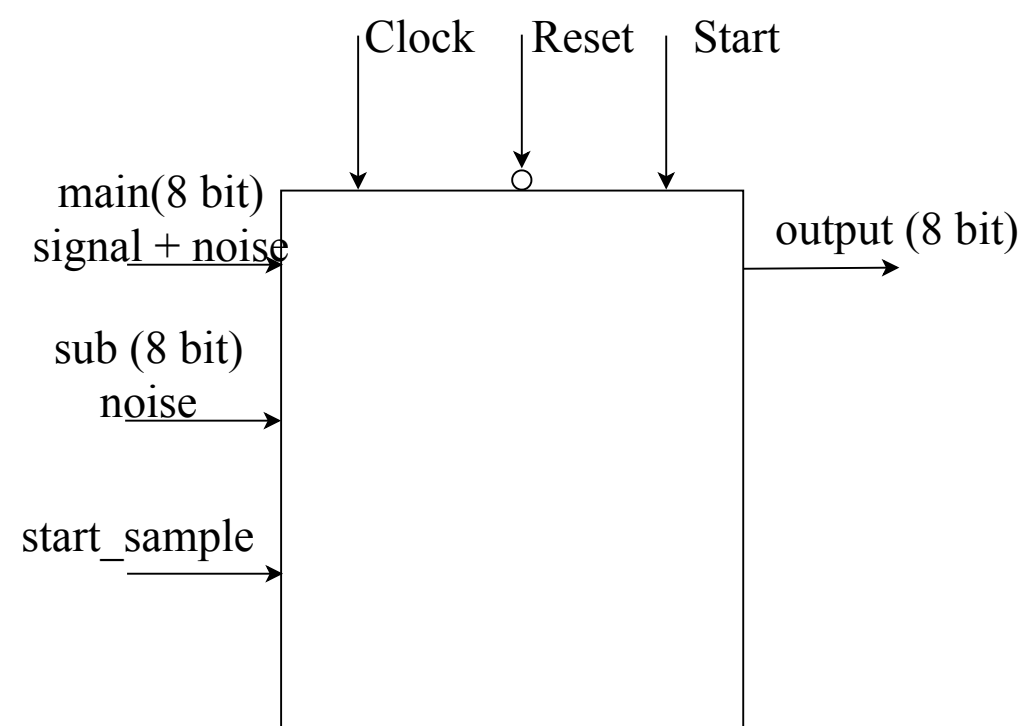 Clock
Reset
Start
main(8 bit)
signal + noise
output (8 bit)
sub (8 bit)
noise
start_sample